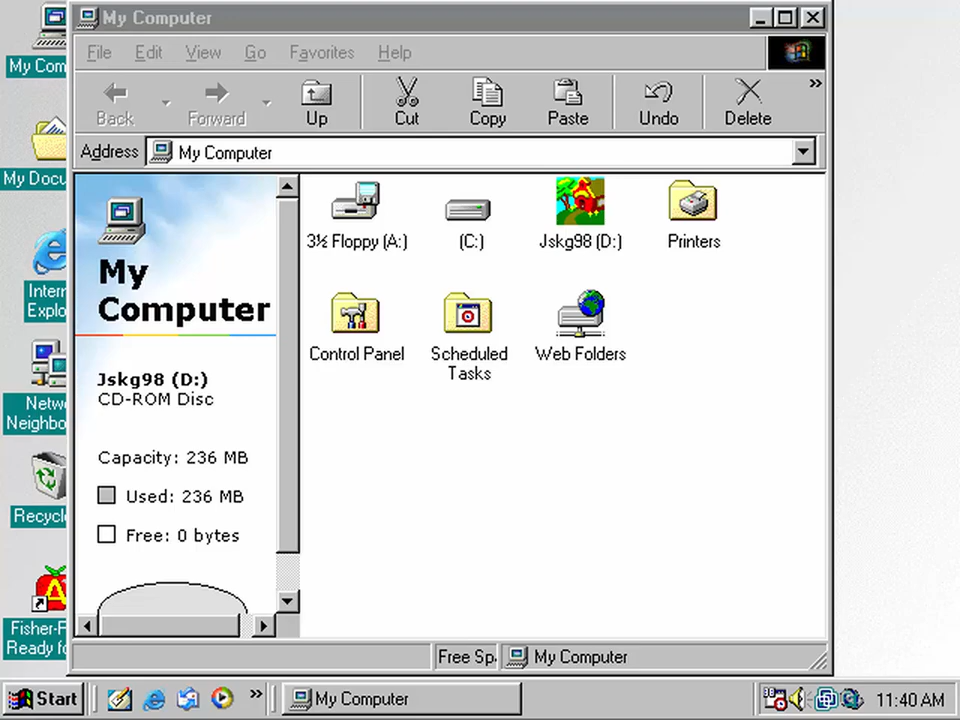 My Computer
File Edit View Go Favorites Help
Back Forward Up Cut Copy Paste Undo Delete »
Address My Computer
My
Computer
Jskg98 (D:)
CD-ROM Disc
Capacity: 236 MB
Used: 236 MB
Free: 0 bytes
3½ Floppy (A:)
(C:)
Jskg98 (D:)
Printers
Control Panel
Scheduled
Tasks
Web Folders
My Com
My Docu
Intern
Explo
Netw
Neighbo
Recycl
Fisher-P
Ready fo
Free Sp. My Computer
Start » My Computer 11:40 AM